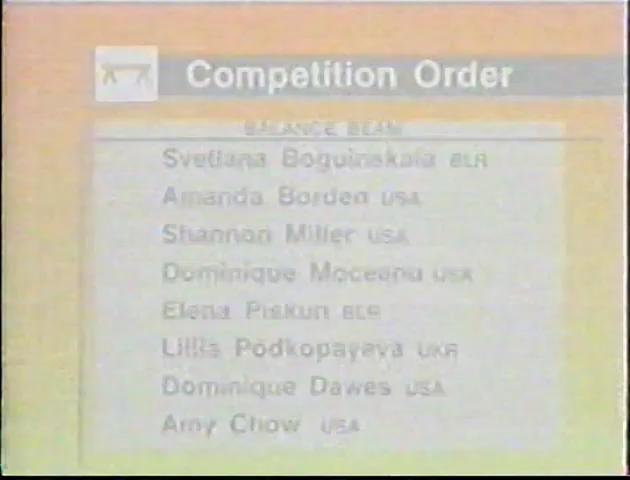 Competition Order
BALANCE BEAM
Svetlana Boguinskaia BLR
Amanda Borden USA
Shannon Miller USA
Dominique Moceanu USA
Elena Piskun BLR
Lillia Podkopayeva UKR
Dominique Dawes USA
Amy Chow USA